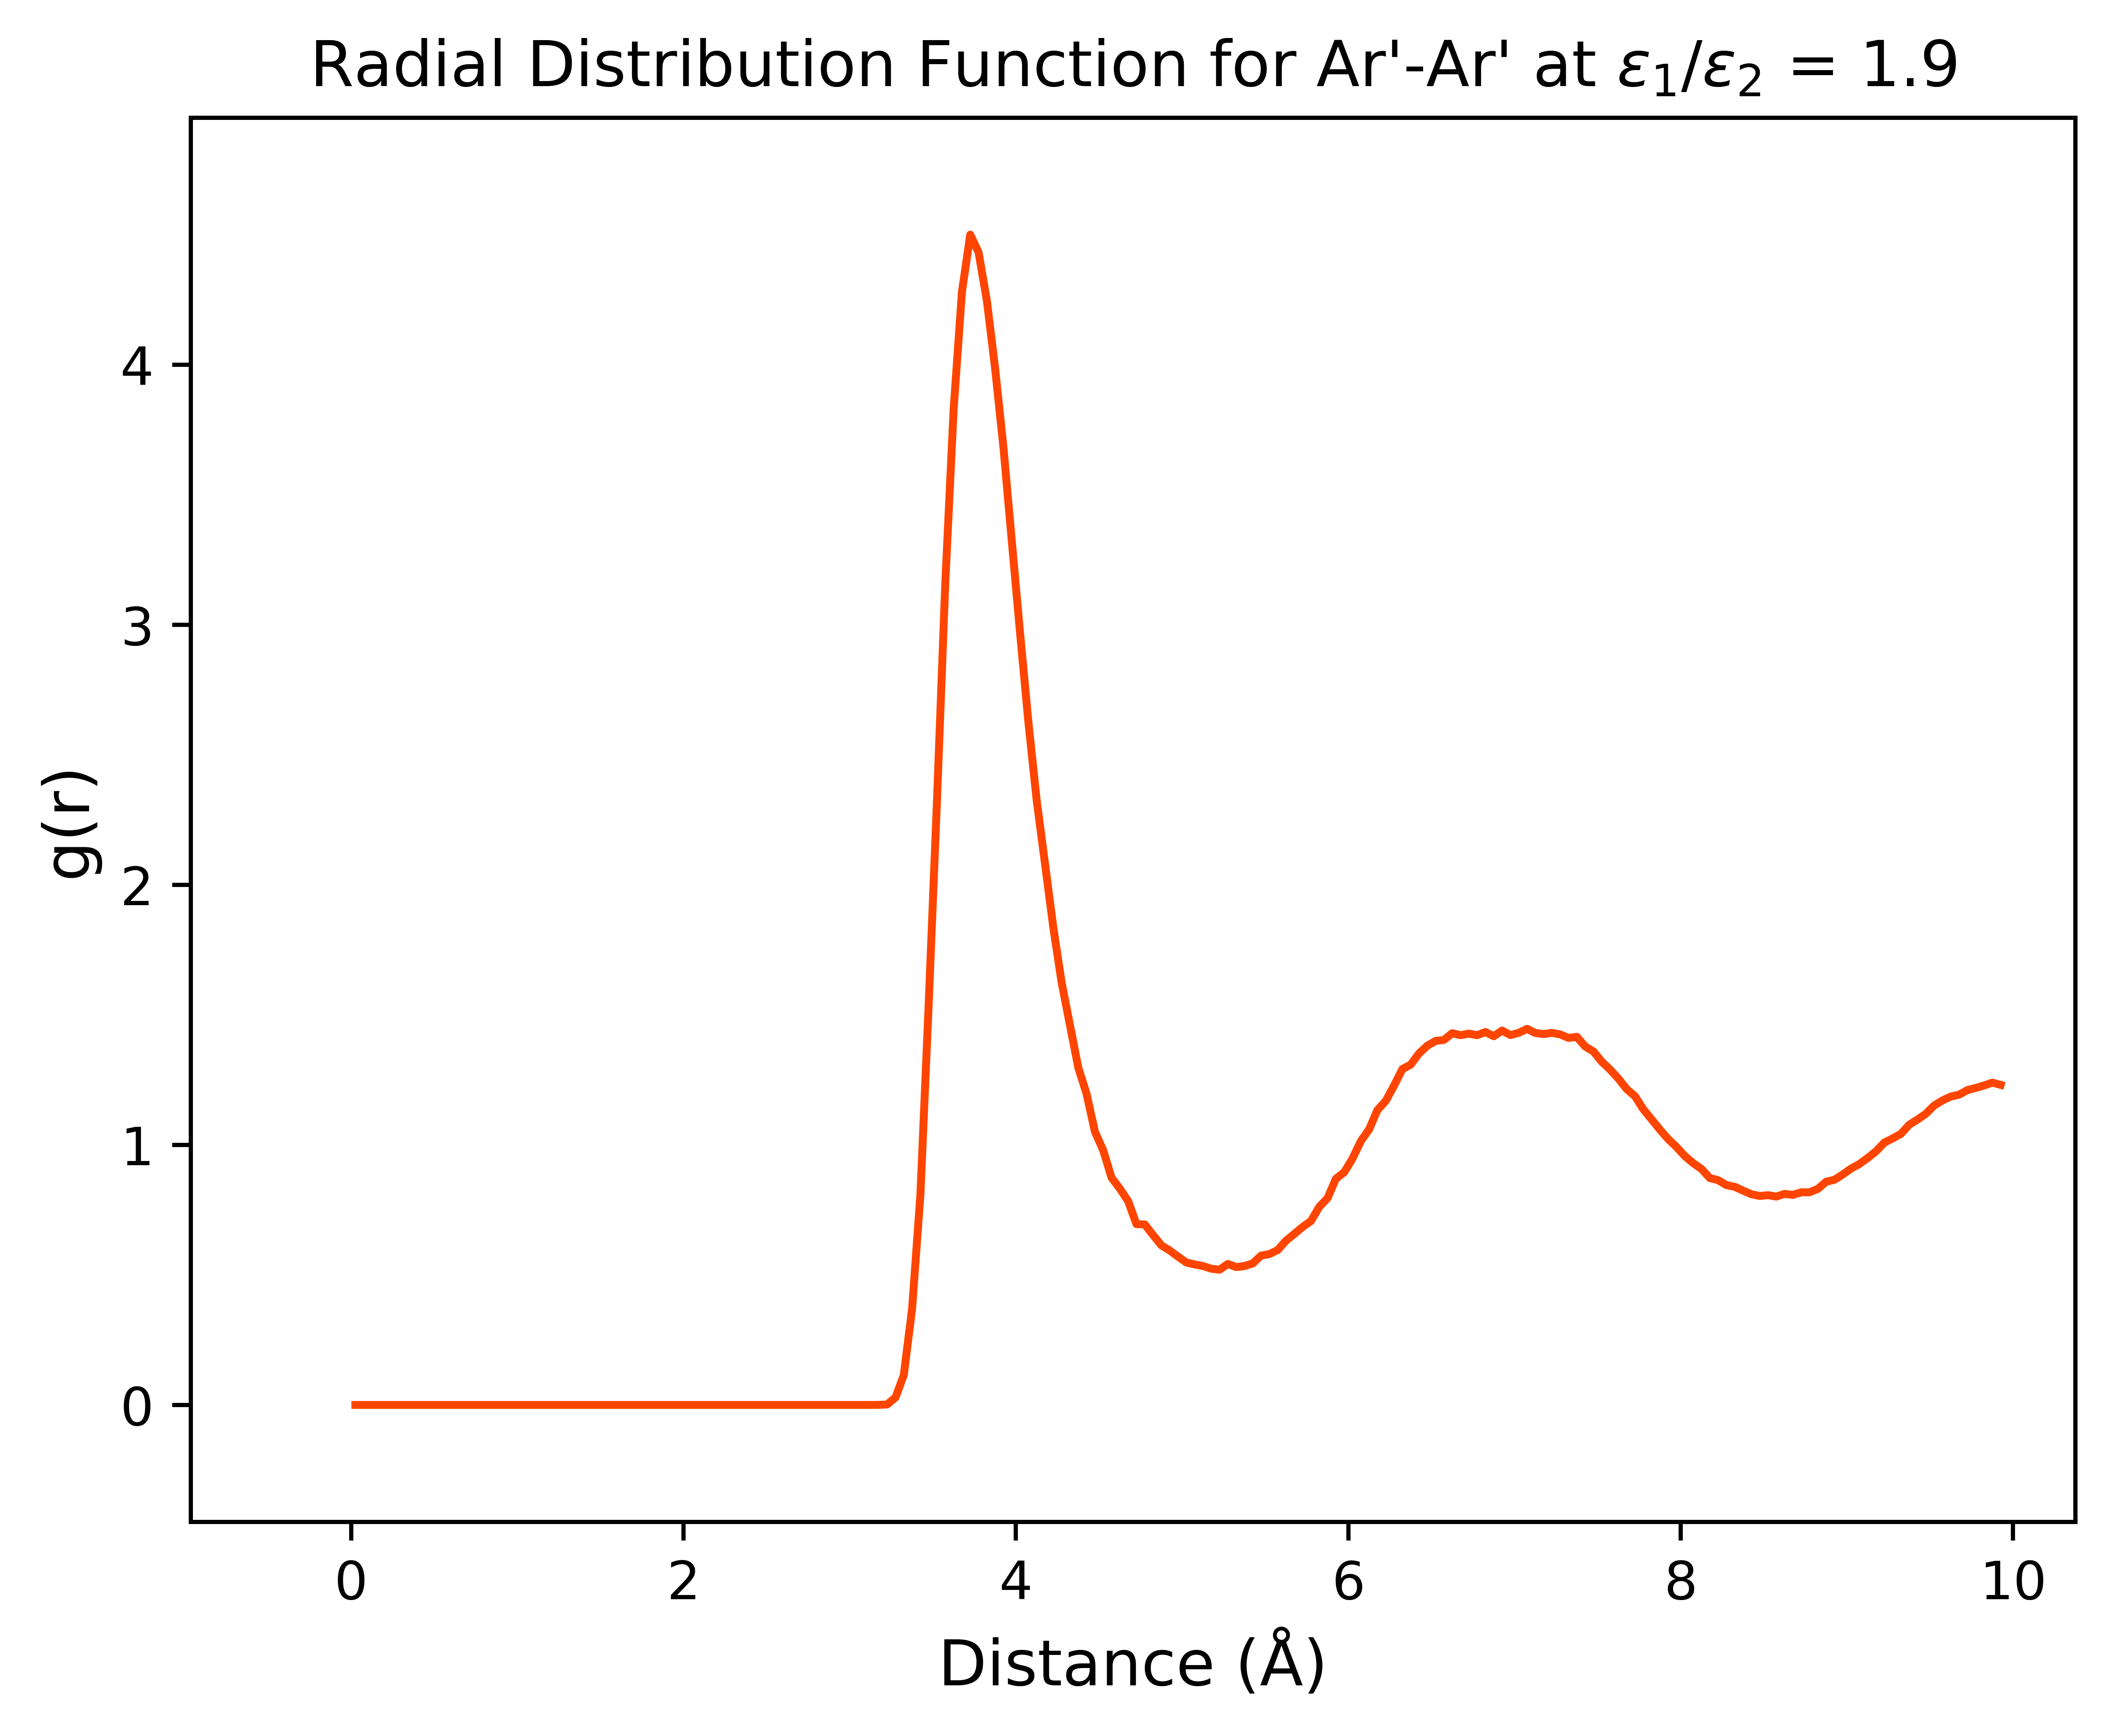 Radial Distribution Function for Ar'-Ar' at ε₁/ε₂ = 1.9
g(r)
4
3
2
1
0
0 2 4 6 8 10
Distance (Å)